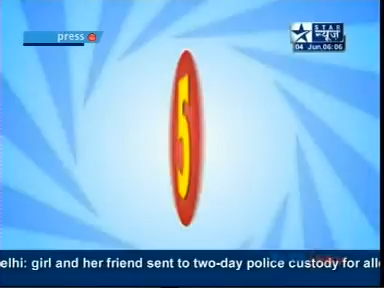 press
STAR
न्यूज़
04 Jun, 06:06
5
elhi: girl and her friend sent to two-day police custody for all